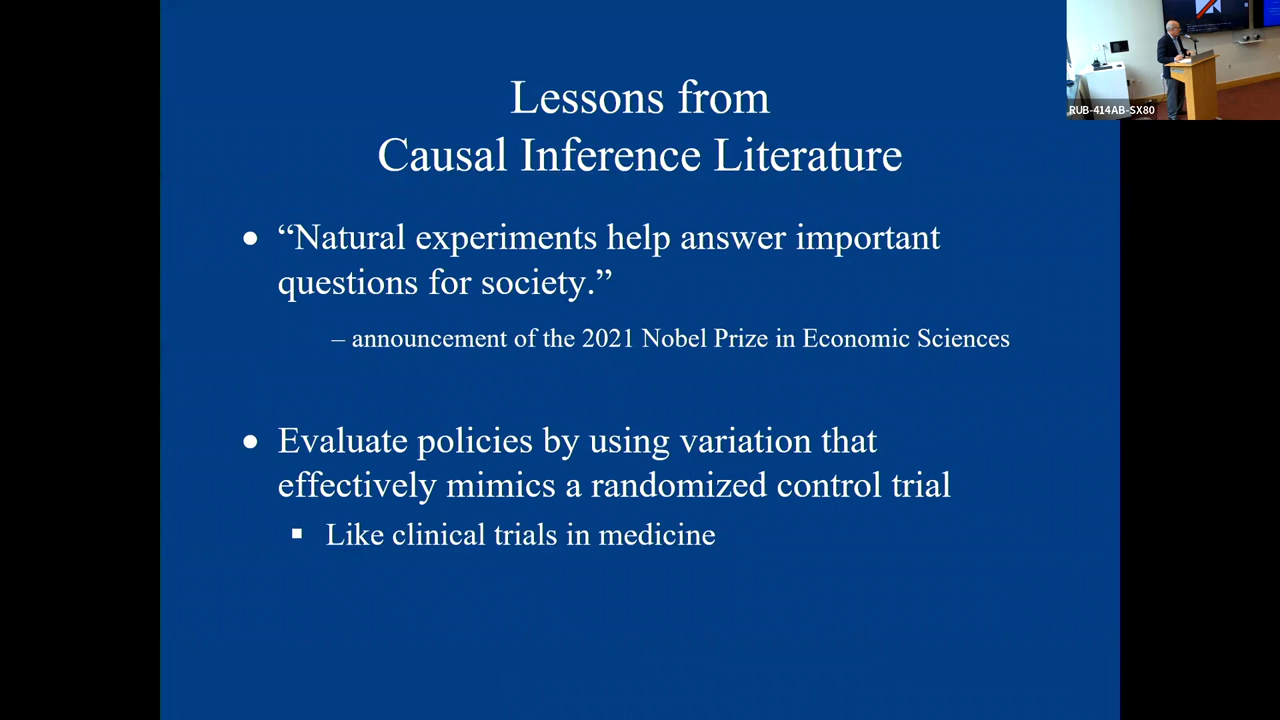 RUB-414AB-SX80
Lessons from
Causal Inference Literature
• “Natural experiments help answer important
questions for society.”
– announcement of the 2021 Nobel Prize in Economic Sciences
• Evaluate policies by using variation that
effectively mimics a randomized control trial
▪ Like clinical trials in medicine